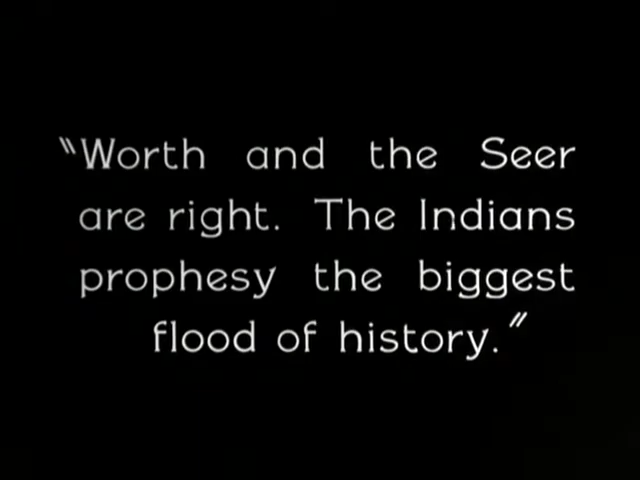 "Worth and the Seer
are right. The Indians
prophesy the biggest
flood of history."